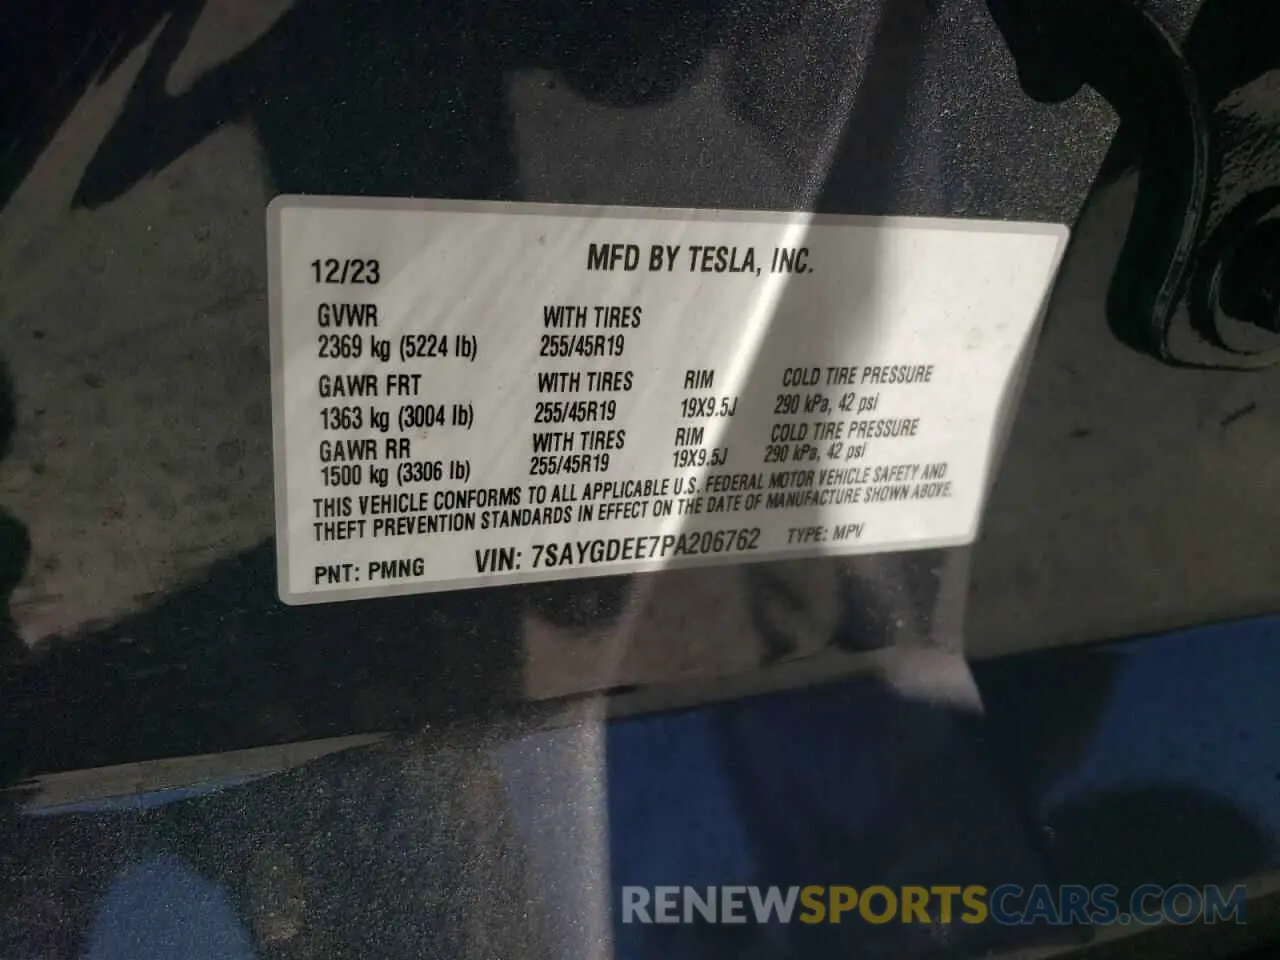 12/23 MFD BY TESLA, INC.
GVWR WITH TIRES
2369 kg (5224 lb) 255/45R19
GAWR FRT WITH TIRES RIM COLD TIRE PRESSURE
1363 kg (3004 lb) 255/45R19 19X9.5J 290 kPa, 42 psi
GAWR RR WITH TIRES RIM COLD TIRE PRESSURE
1500 kg (3306 lb) 255/45R19 19X9.5J 290 kPa, 42 psi
THIS VEHICLE CONFORMS TO ALL APPLICABLE U.S. FEDERAL MOTOR VEHICLE SAFETY AND
THEFT PREVENTION STANDARDS IN EFFECT ON THE DATE OF MANUFACTURE SHOWN ABOVE.
PNT: PMNG VIN: 7SAYGDEE7PA206762 TYPE: MPV
RENEWSPORTSCARS.COM